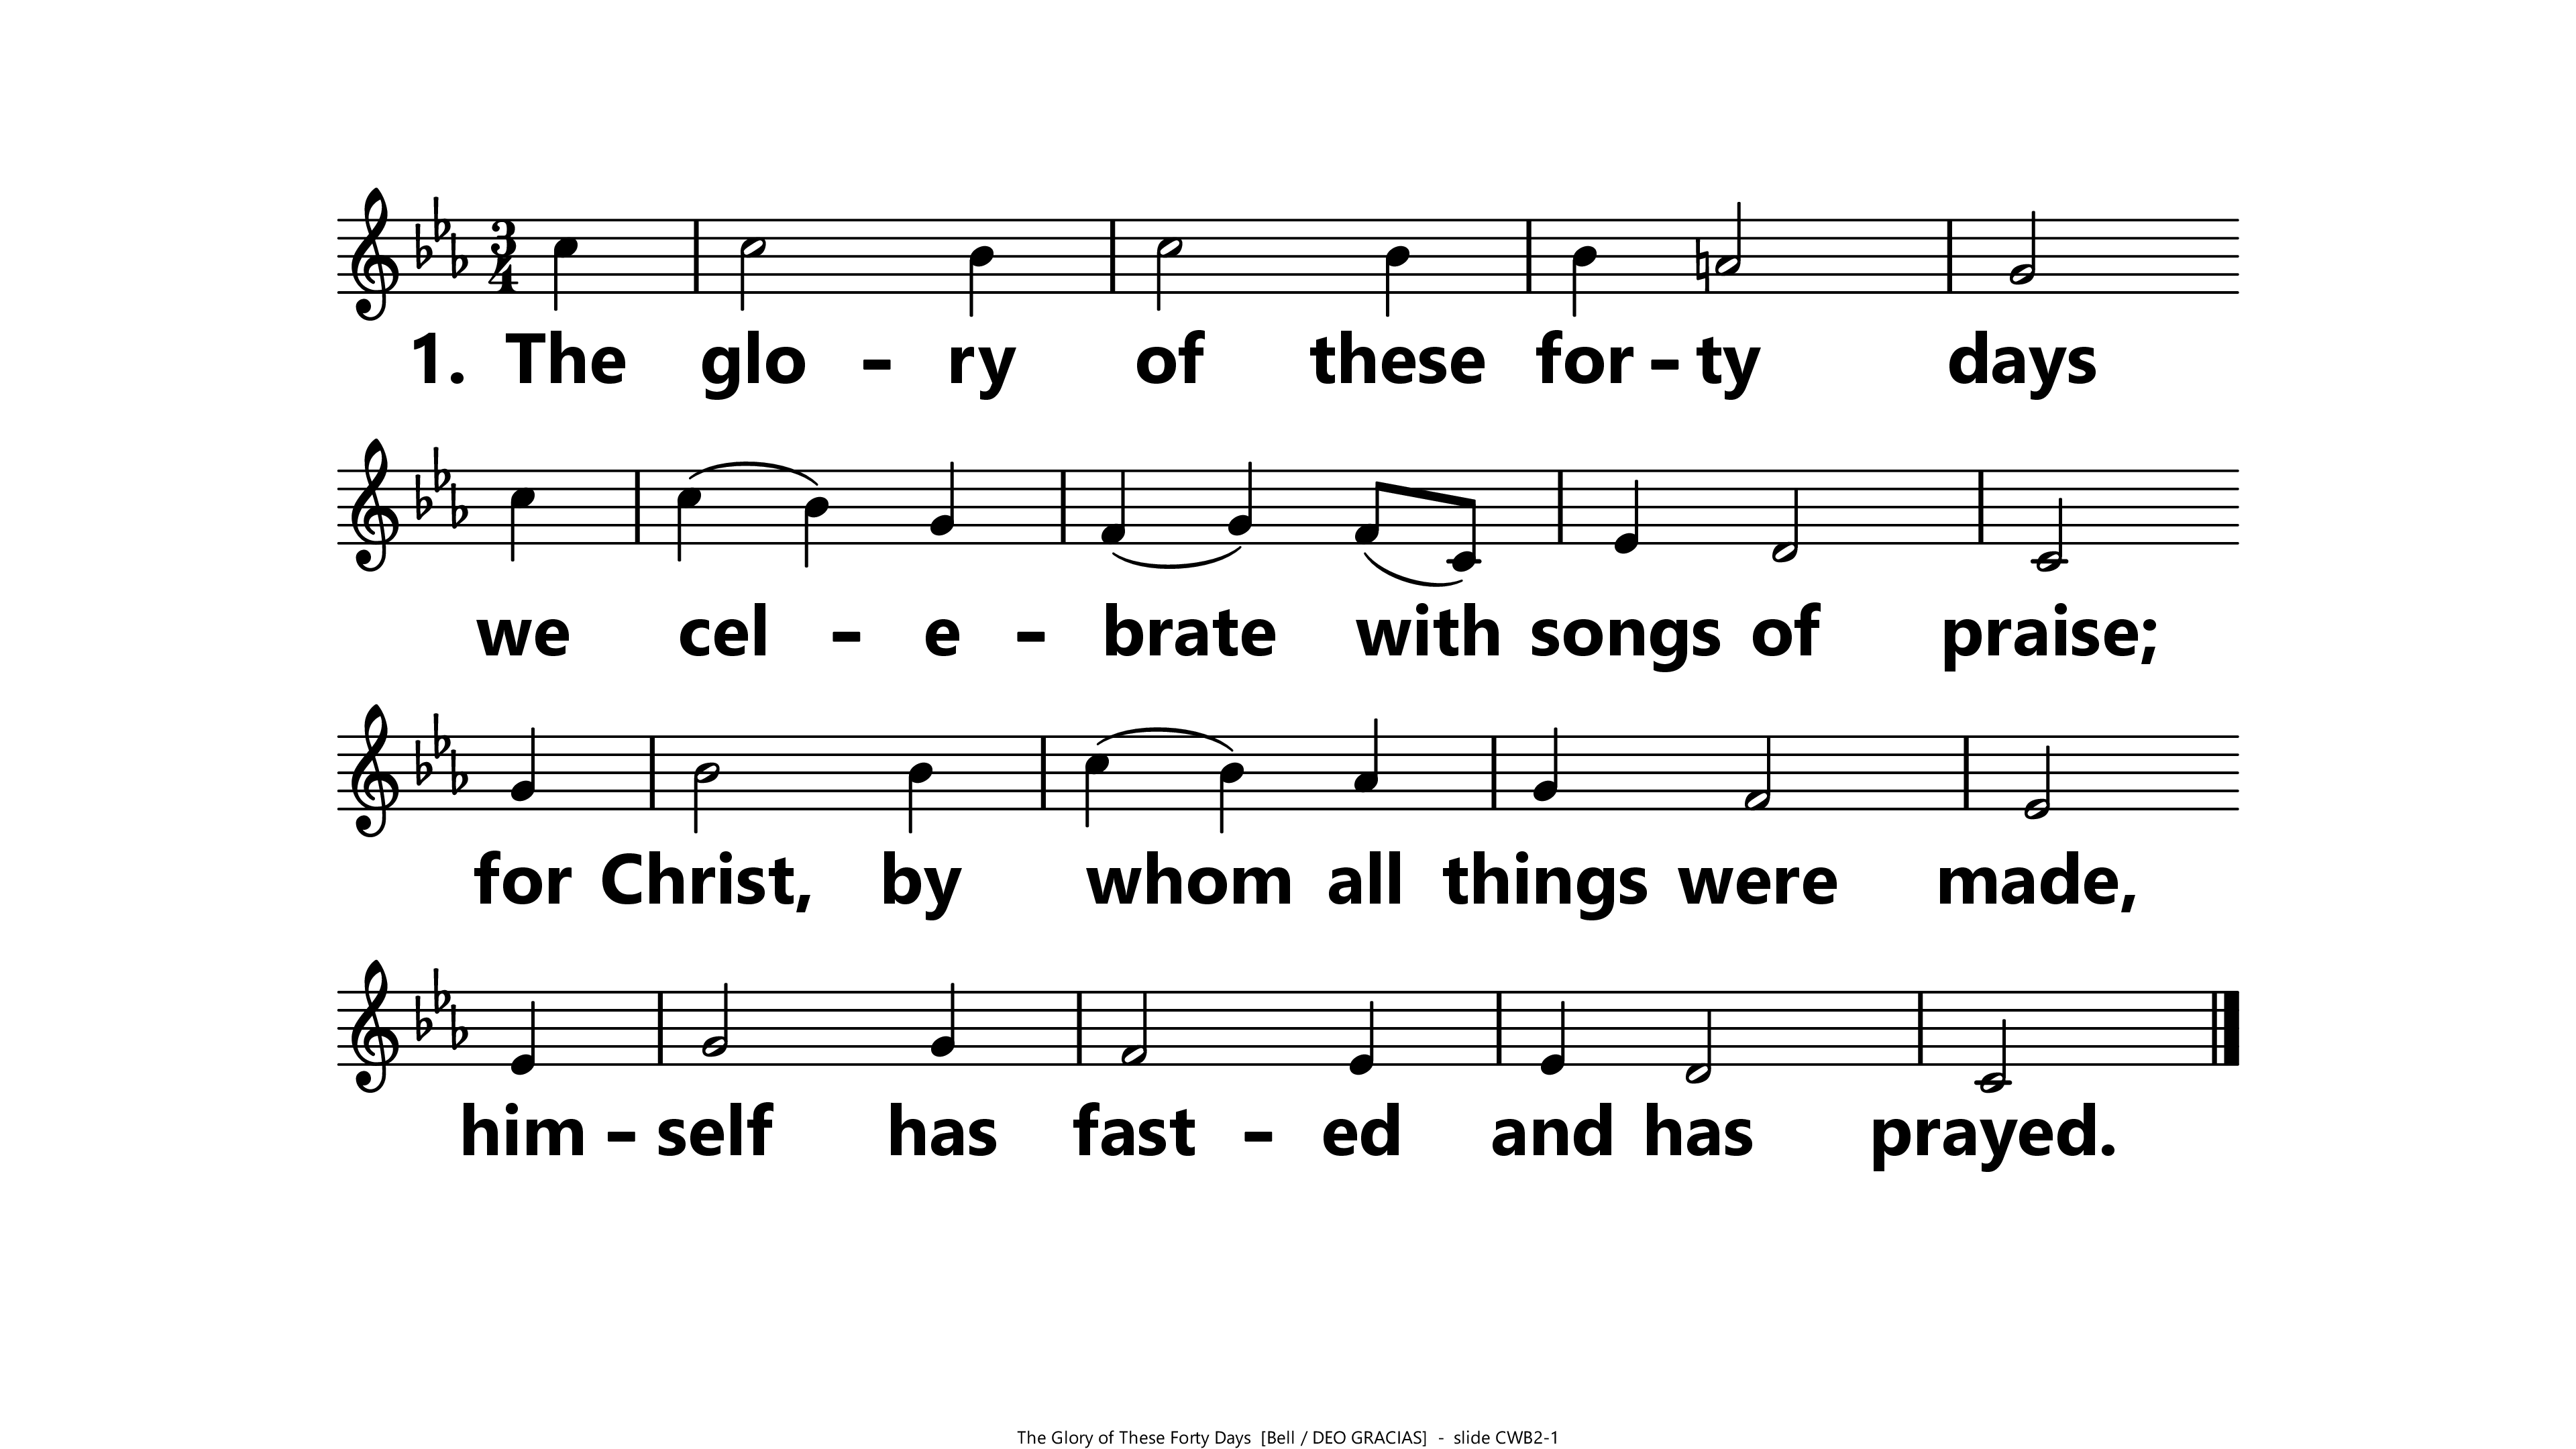 3
4
1. The glo - ry of these for - ty days
we cel - e - brate with songs of praise;
for Christ, by whom all things were made,
him - self has fast - ed and has prayed.
The Glory of These Forty Days [Bell / DEO GRACIAS] - slide CWB2-1